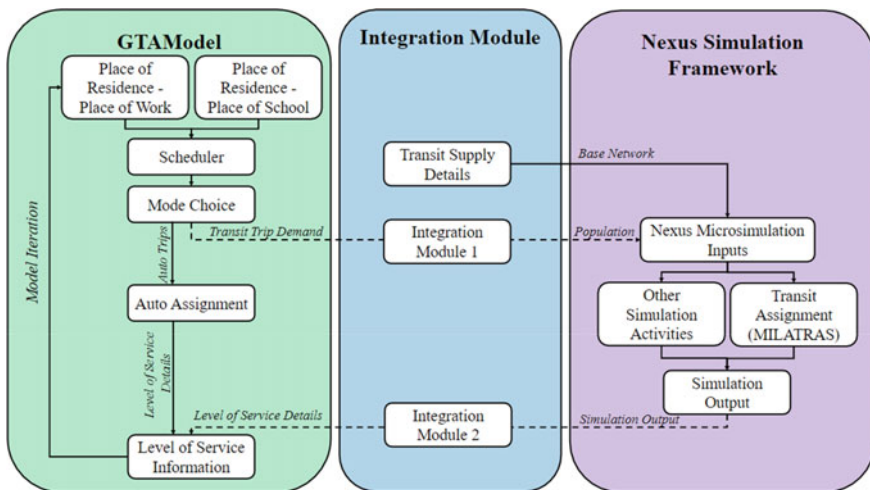 GTAModel
Place of
Residence -
Place of Work
Place of
Residence -
Place of School
Scheduler
Mode Choice
Transit Trip Demand
Auto Trips
Model Iteration
Auto Assignment
Level of Service
Details
Level of Service Details
Level of Service
Information
Integration Module
Transit Supply
Details
Integration
Module 1
Integration
Module 2
Nexus Simulation
Framework
Base Network
Population
Nexus Microsimulation
Inputs
Other
Simulation
Activities
Transit
Assignment
(MILATRAS)
Simulation
Output
Simulation Output